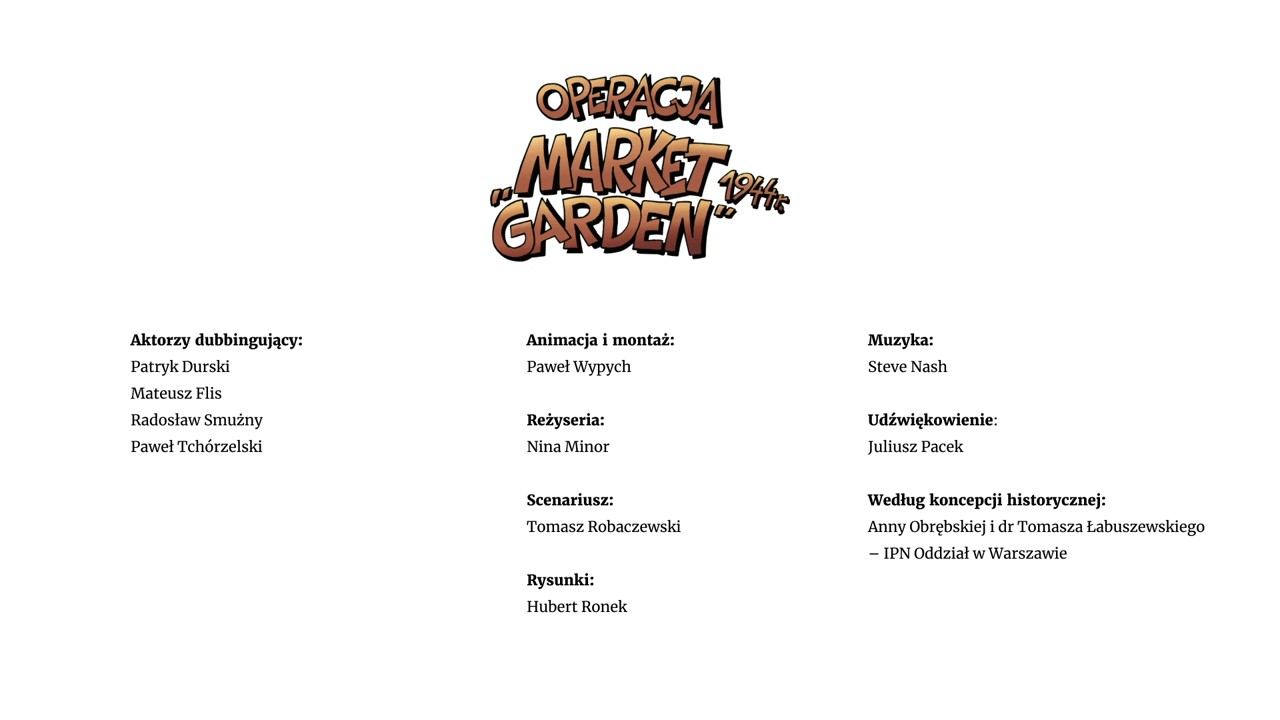 OPERACJA
„MARKET
GARDEN”
1944r.
Aktorzy dubbingujący:
Patryk Durski
Mateusz Flis
Radosław Smużny
Paweł Tchórzelski
Animacja i montaż:
Paweł Wypych
Reżyseria:
Nina Minor
Scenariusz:
Tomasz Robaczewski
Rysunki:
Hubert Ronek
Muzyka:
Steve Nash
Udźwiękowienie:
Juliusz Pacek
Według koncepcji historycznej:
Anny Obrębskiej i dr Tomasza Łabuszewskiego
– IPN Oddział w Warszawie